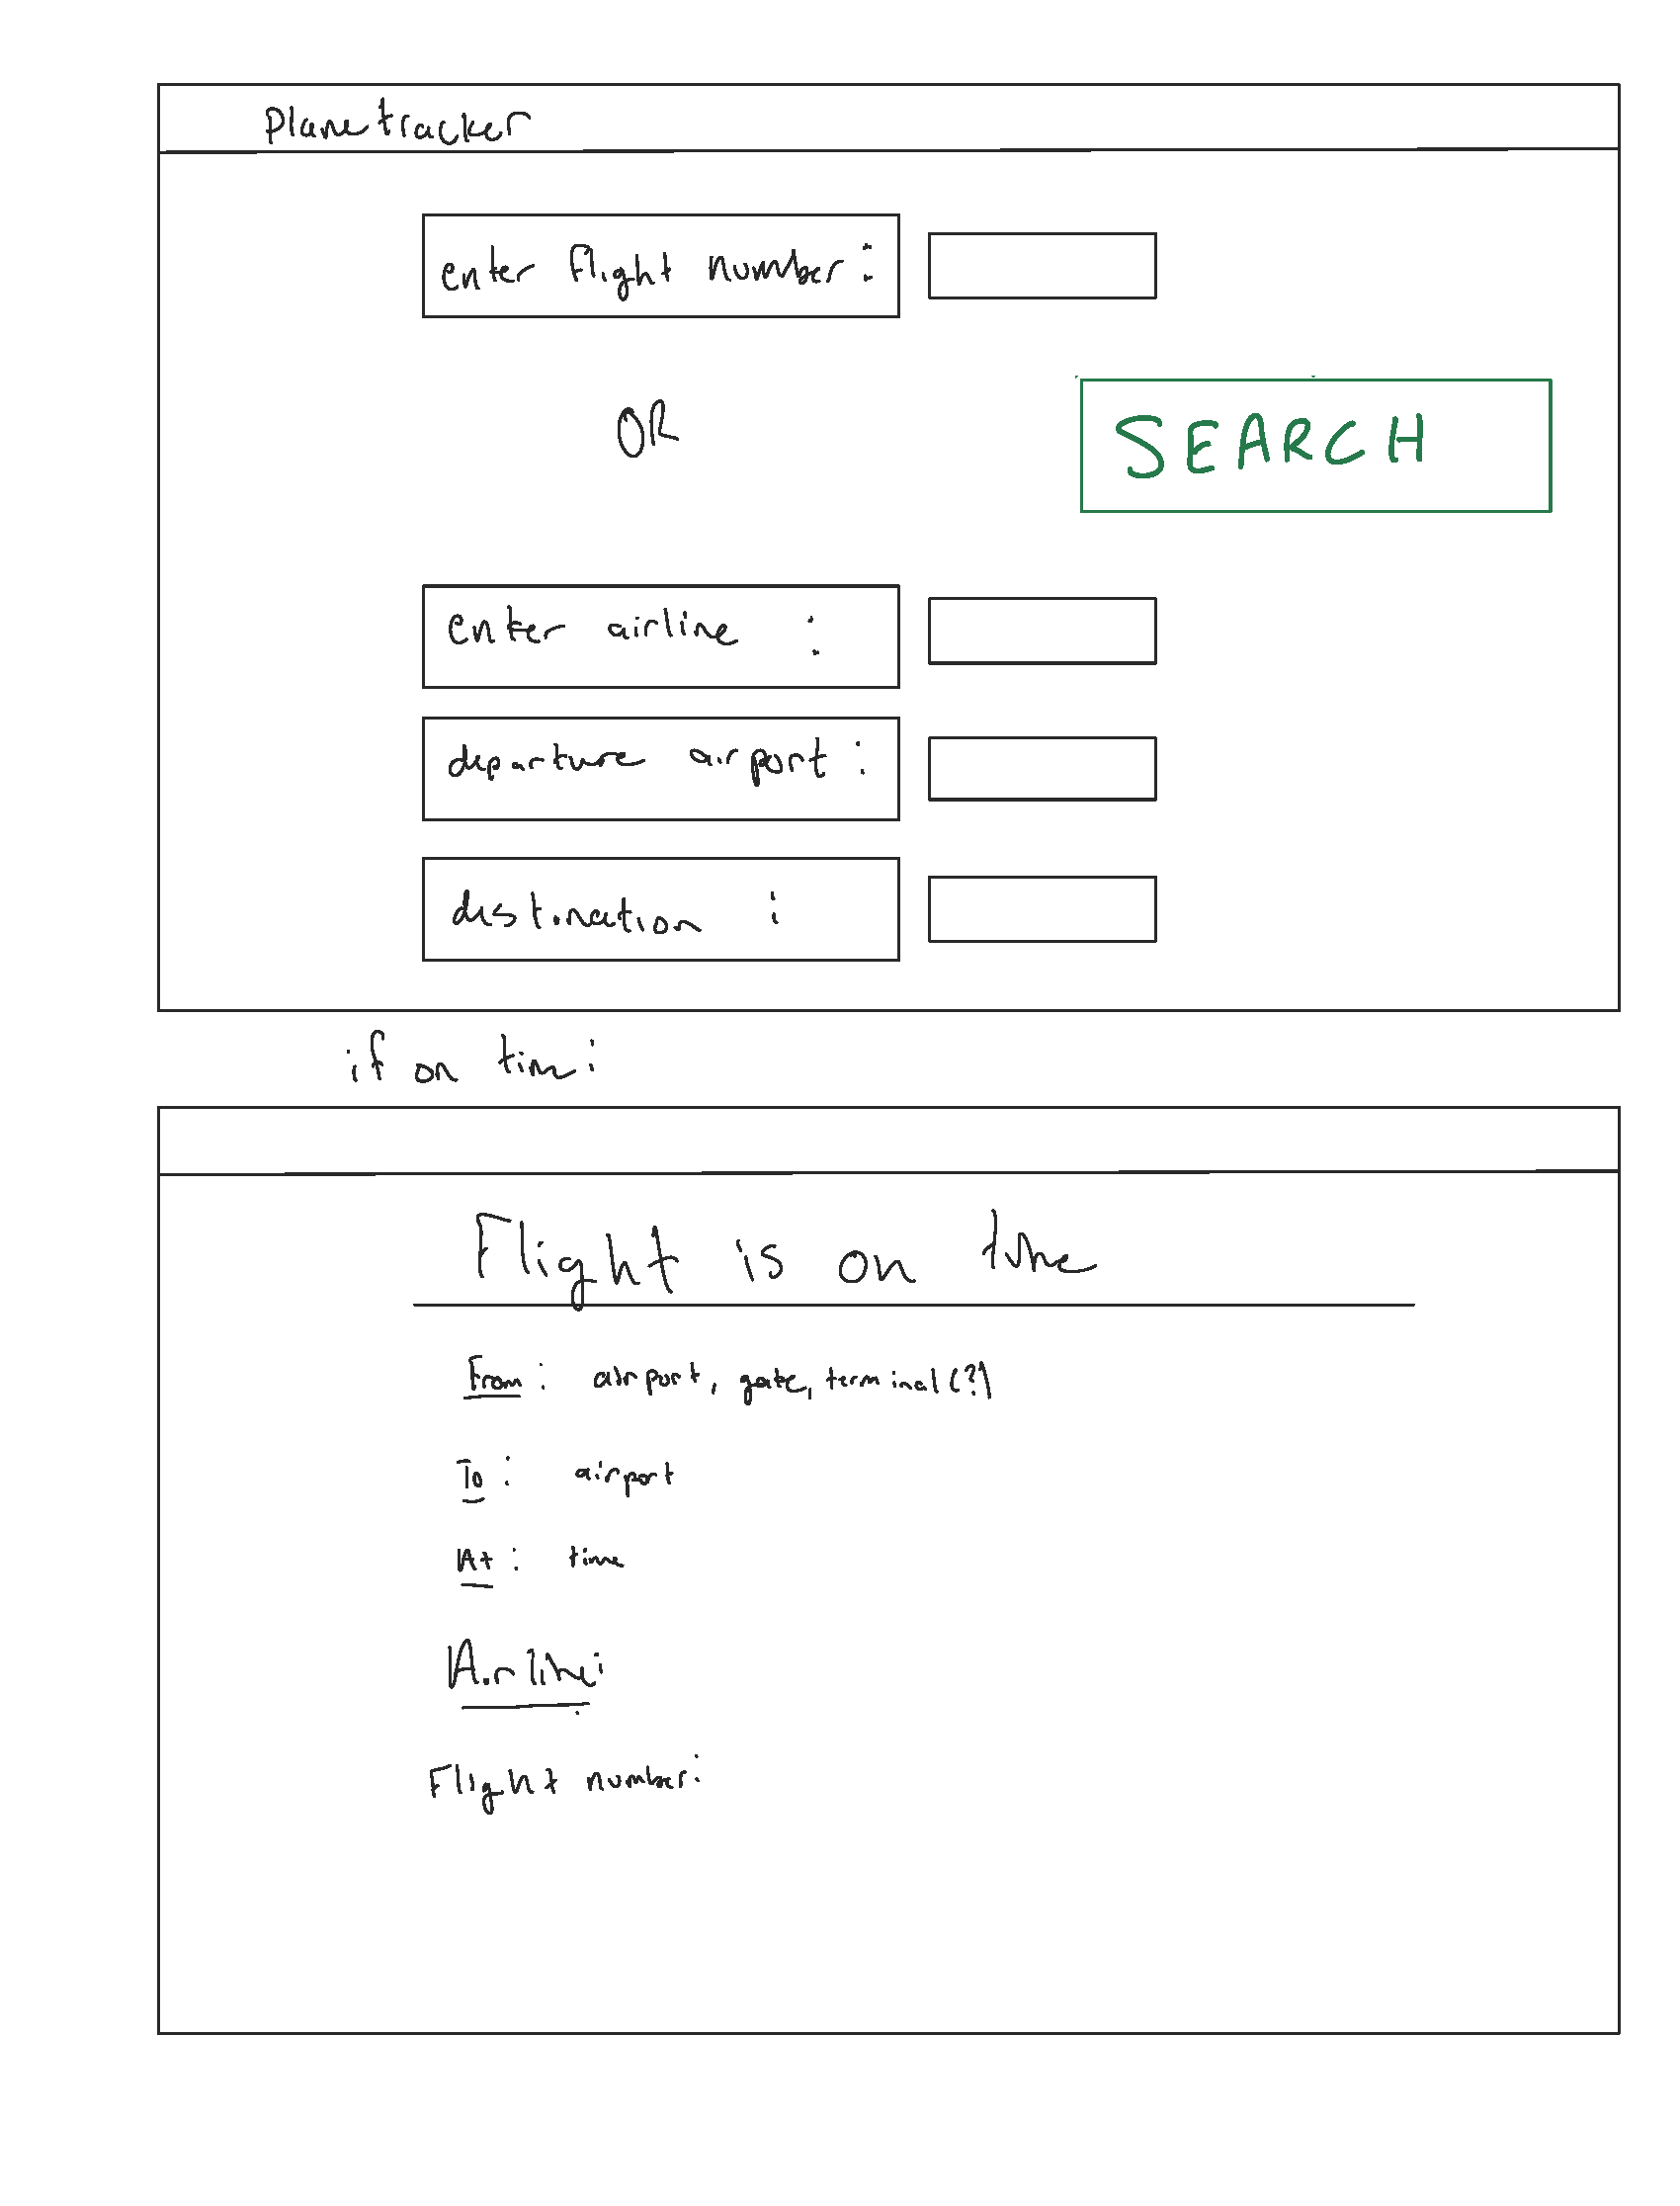 planetracker
enter flight number:
OR
SEARCH
enter airline :
departure airport :
destination :
if on tim:
Flight is on time
From : airport, gate, terminal (?)
To : airport
At : time
Airline:
Flight number: